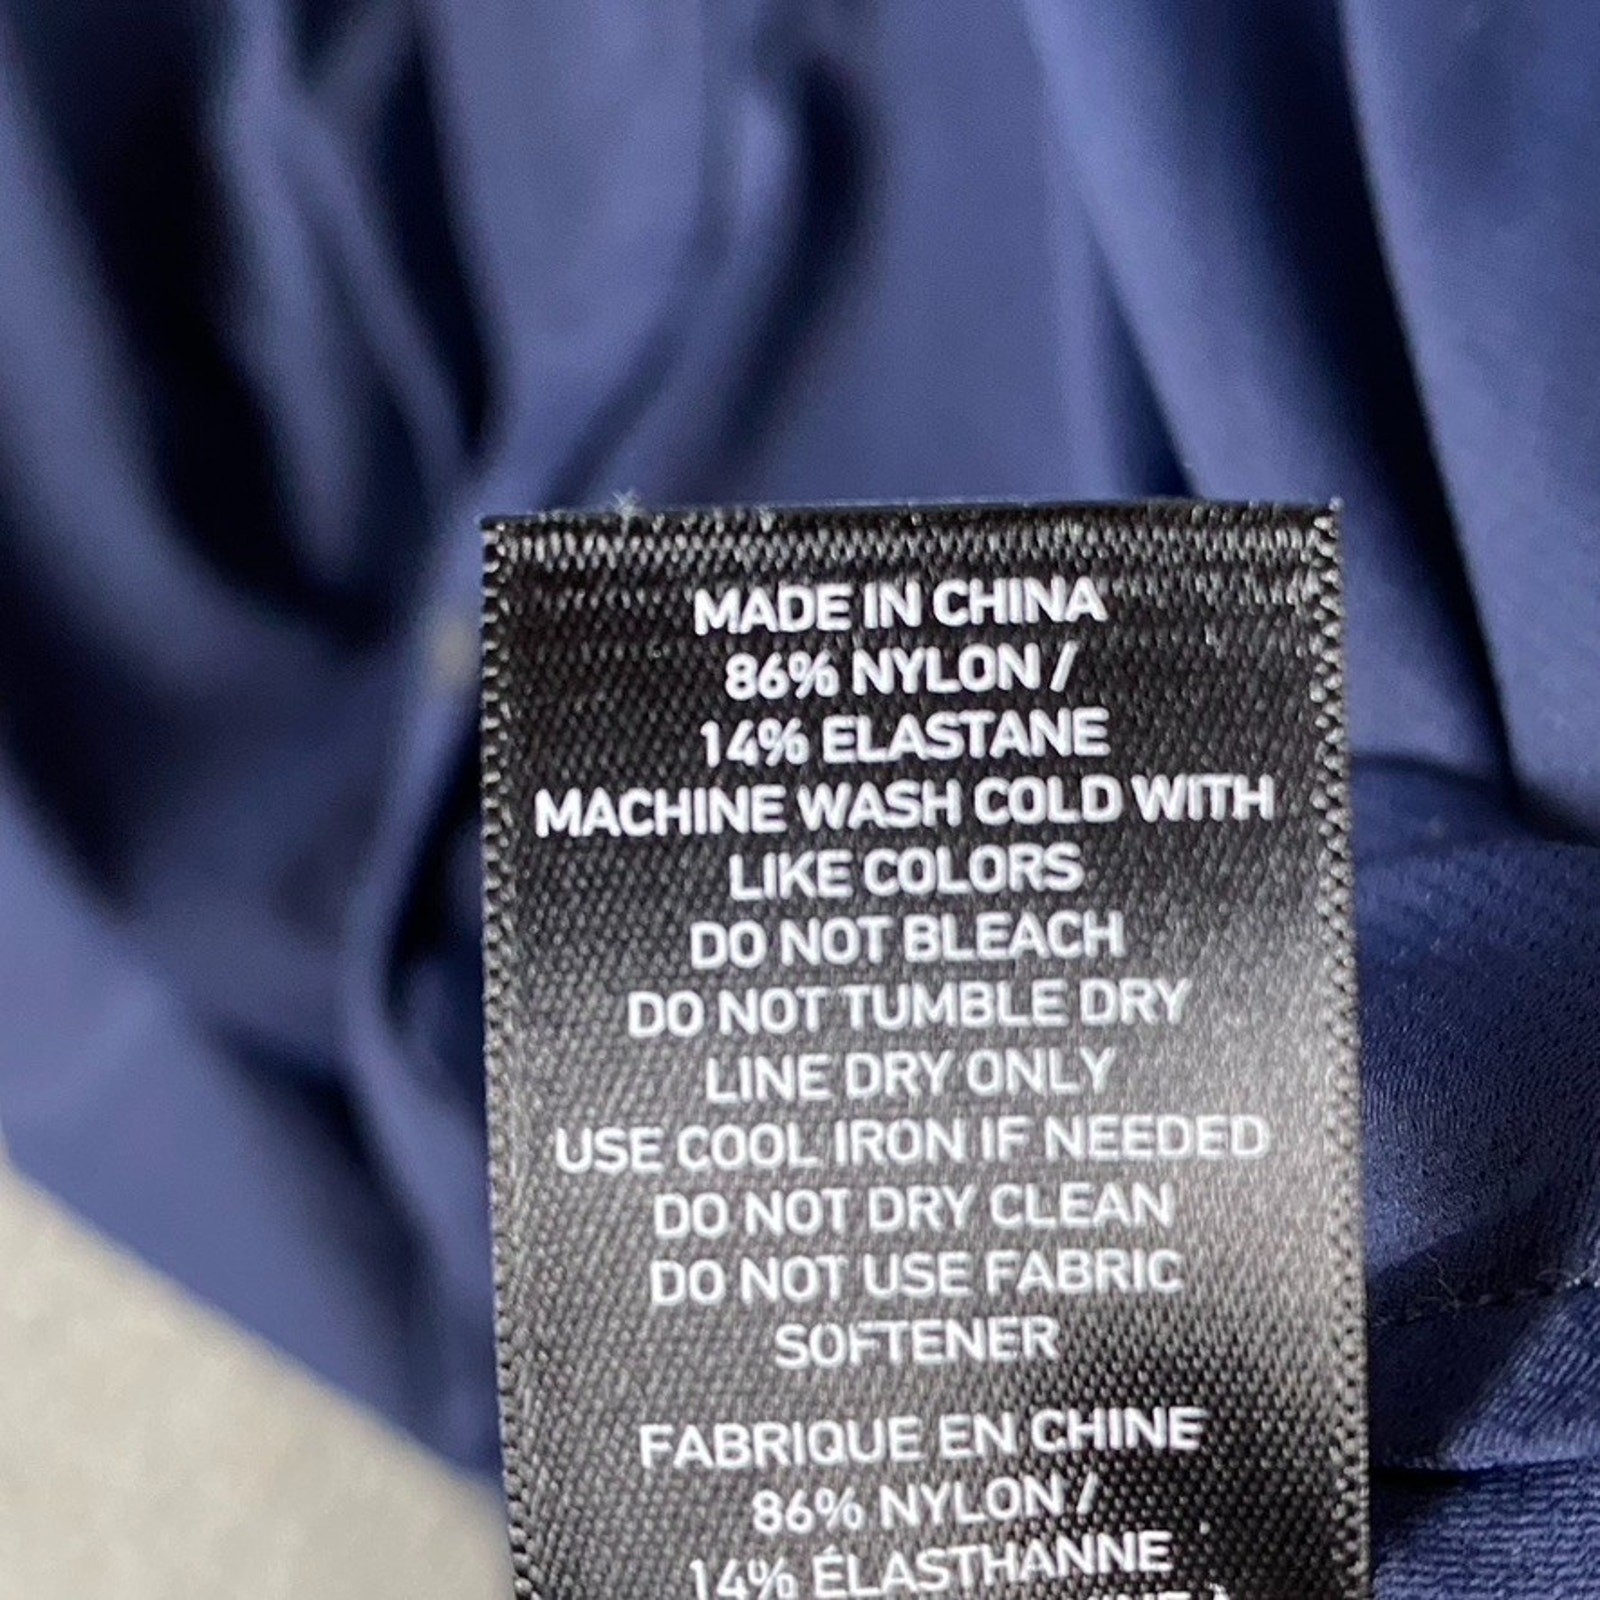 MADE IN CHINA
86% NYLON /
14% ELASTANE
MACHINE WASH COLD WITH
LIKE COLORS
DO NOT BLEACH
DO NOT TUMBLE DRY
LINE DRY ONLY
USE COOL IRON IF NEEDED
DO NOT DRY CLEAN
DO NOT USE FABRIC
SOFTENER
FABRIQUE EN CHINE
86% NYLON /
14% ÉLASTHANNE